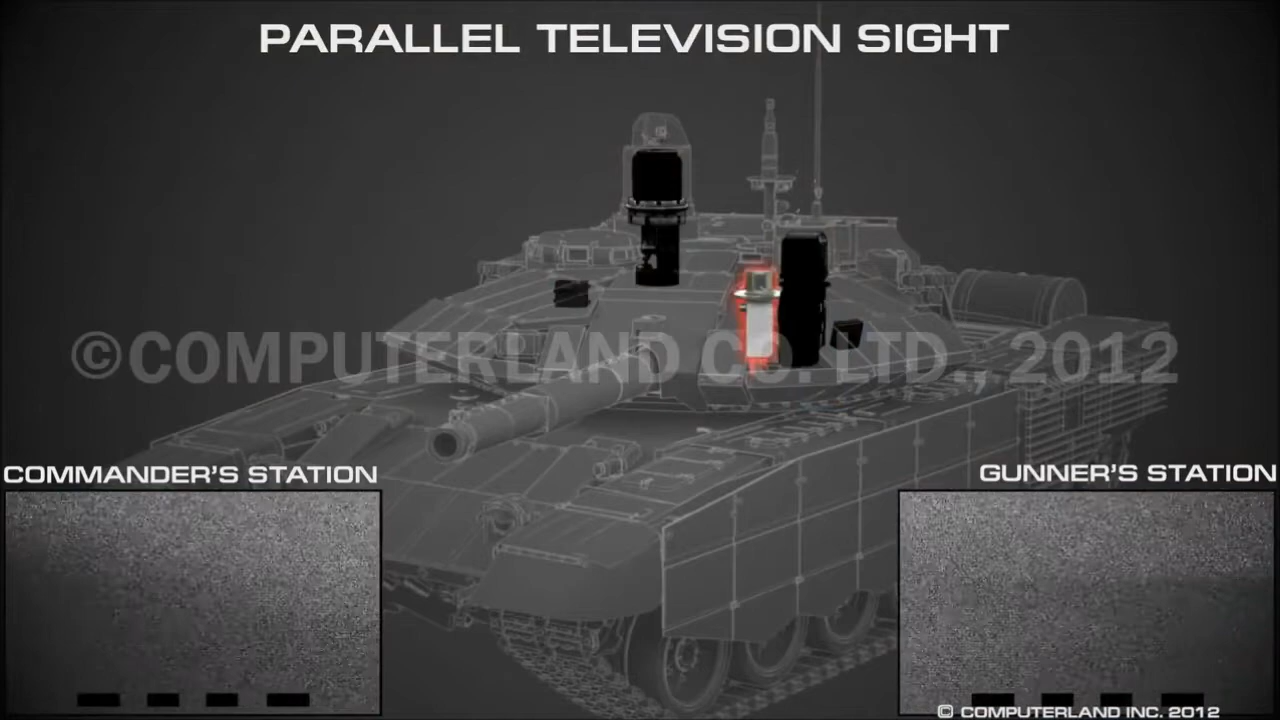 PARALLEL TELEVISION SIGHT
©COMPUTERLAND CO. LTD., 2012
COMMANDER'S STATION
GUNNER'S STATION
© COMPUTERLAND INC. 2012